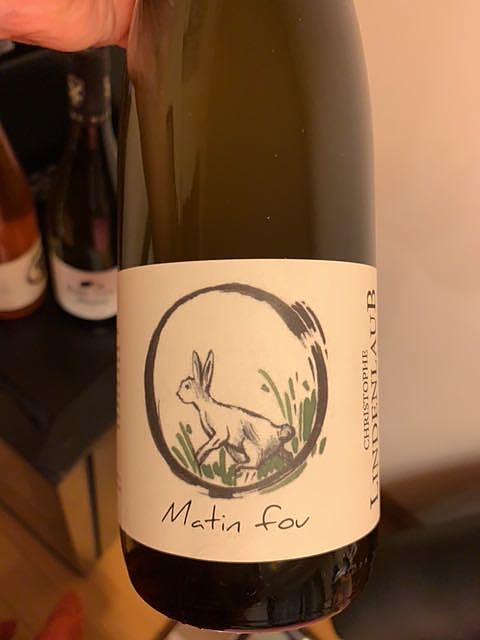 Matin fou
CHRISTOPHE
LINDENLAUB